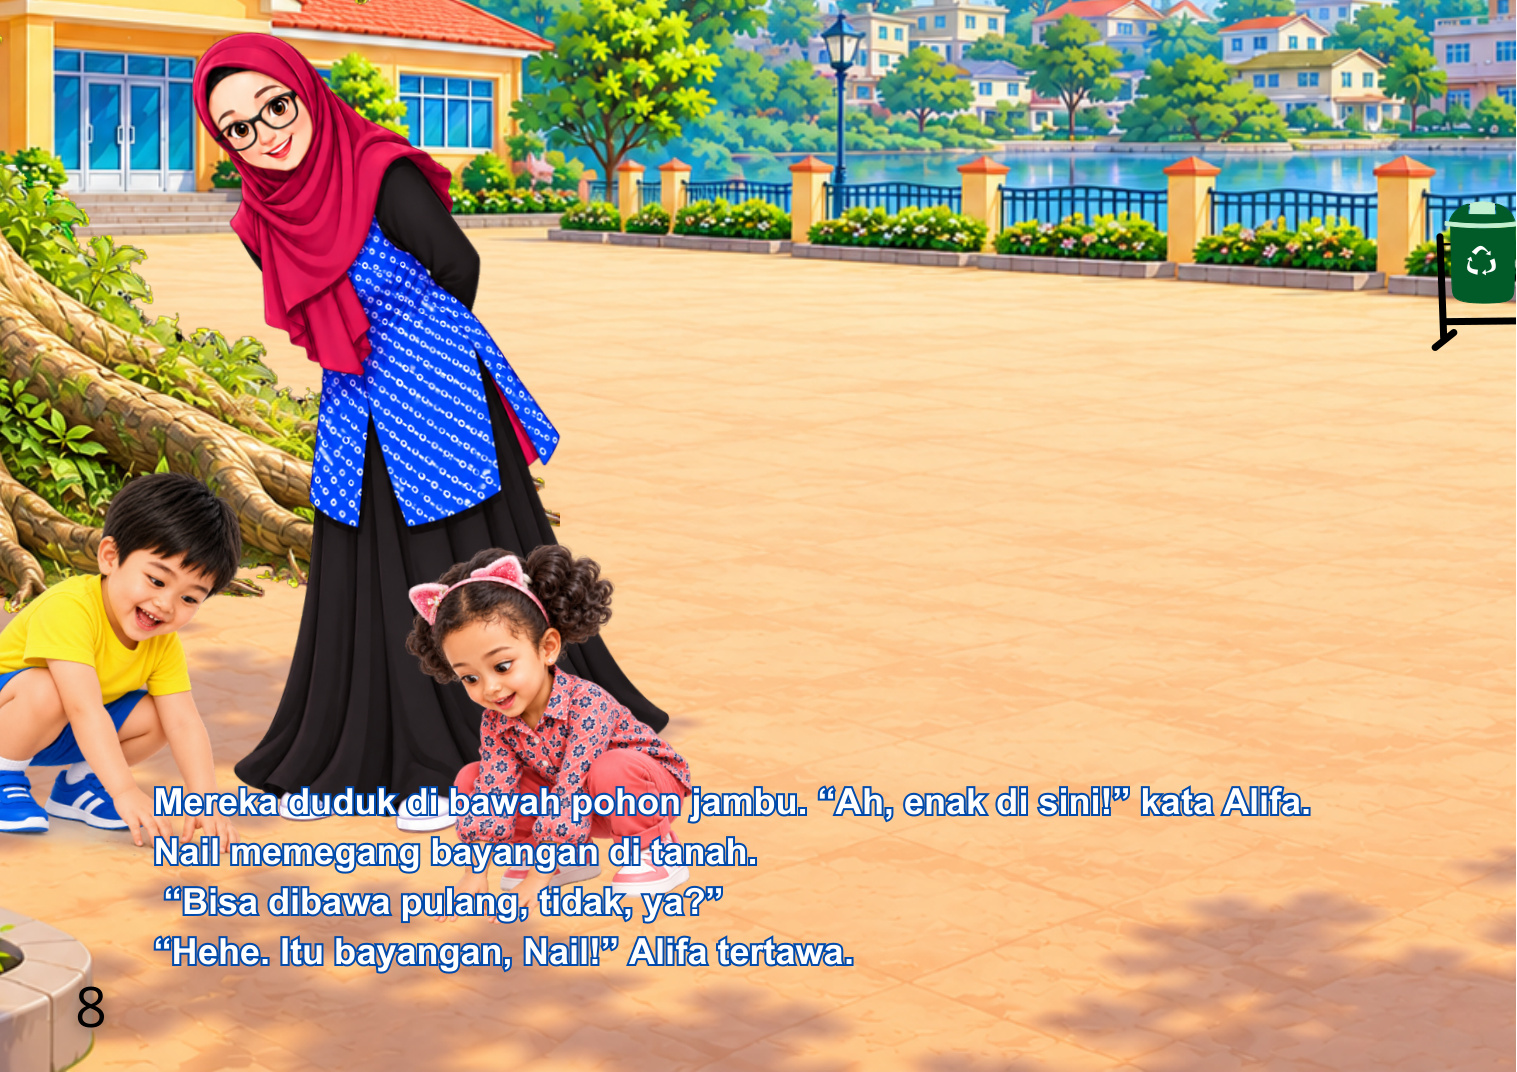 Mereka duduk di bawah pohon jambu. “Ah, enak di sini!” kata Alifa.
Nail memegang bayangan di tanah.
“Bisa dibawa pulang, tidak, ya?”
“Hehe. Itu bayangan, Nail!” Alifa tertawa.
8